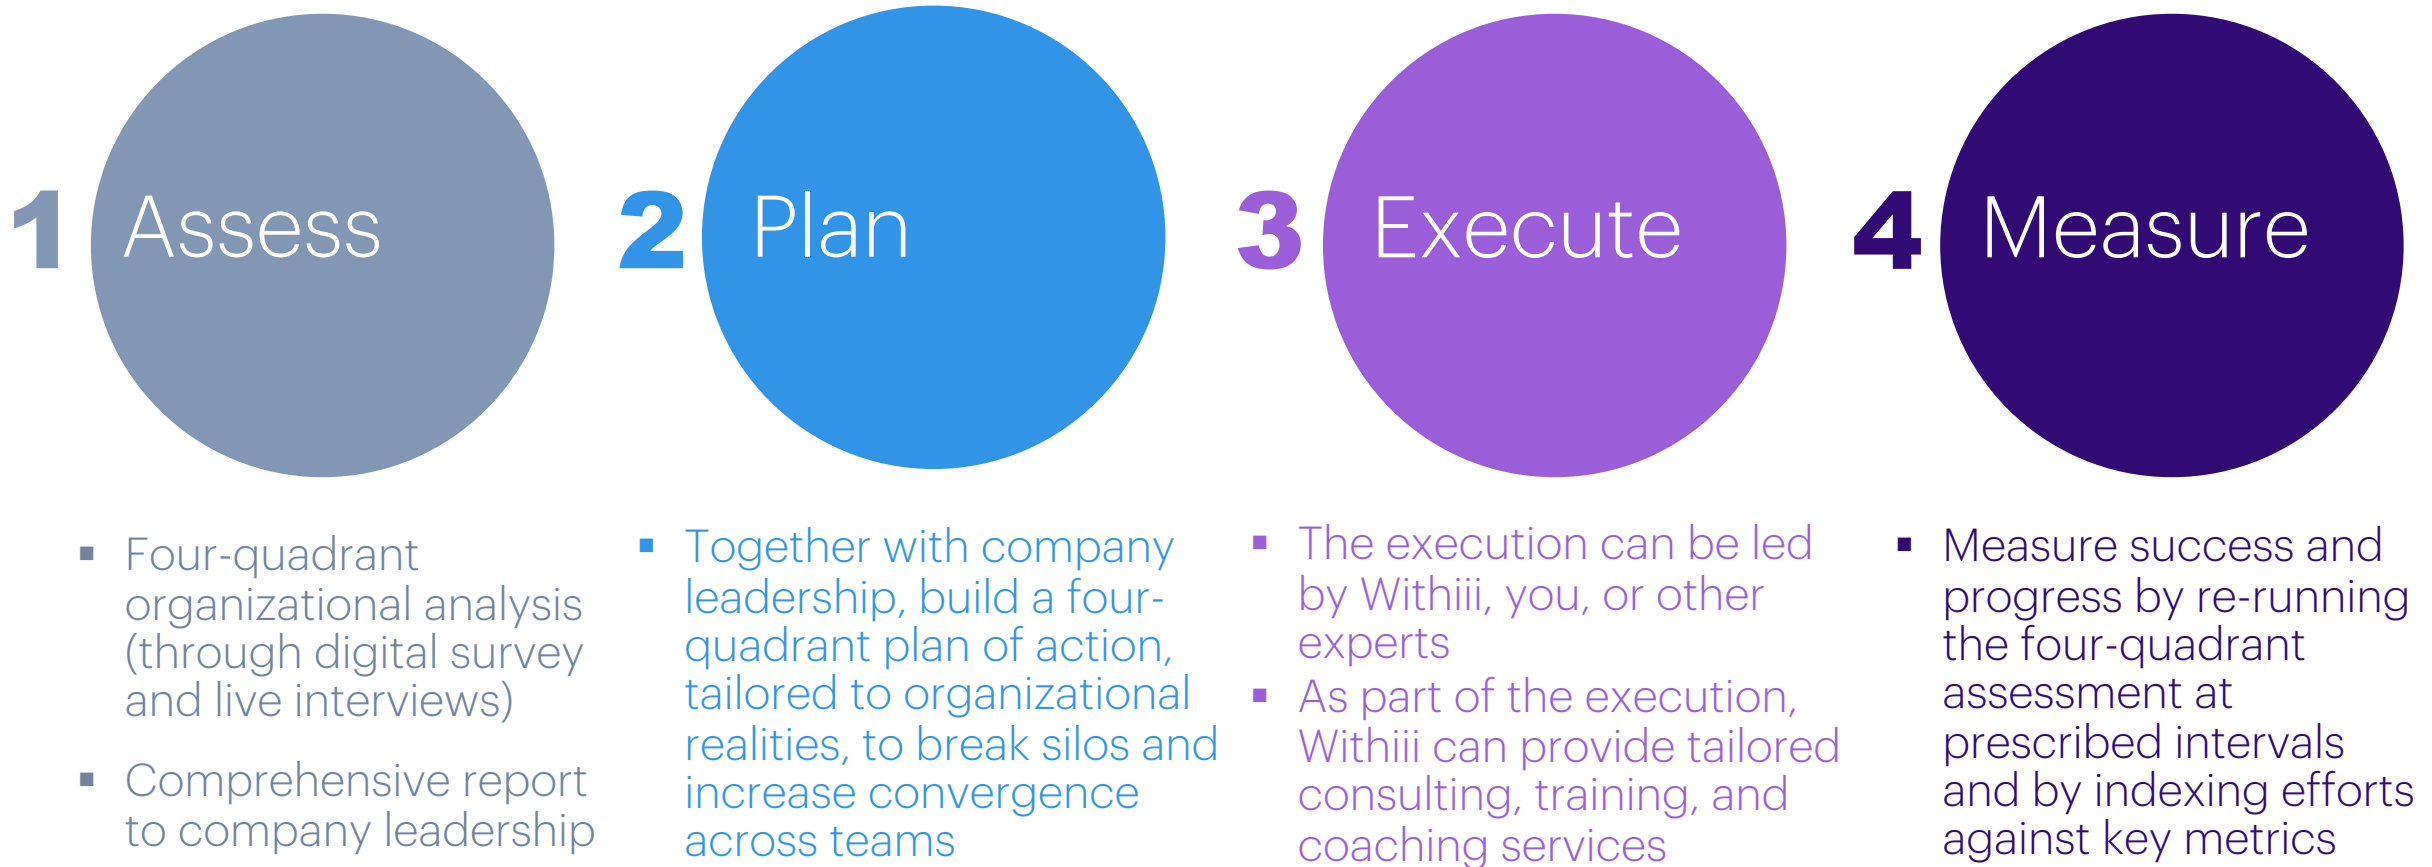 1 Assess
▪ Four-quadrant
organizational analysis
(through digital survey
and live interviews)
▪ Comprehensive report
to company leadership
2 Plan
▪ Together with company
leadership, build a four-
quadrant plan of action,
tailored to organizational
realities, to break silos and
increase convergence
across teams
3 Execute
▪ The execution can be led
by Withiii, you, or other
experts
▪ As part of the execution,
Withiii can provide tailored
consulting, training, and
coaching services
4 Measure
▪ Measure success and
progress by re-running
the four-quadrant
assessment at
prescribed intervals
and by indexing efforts
against key metrics